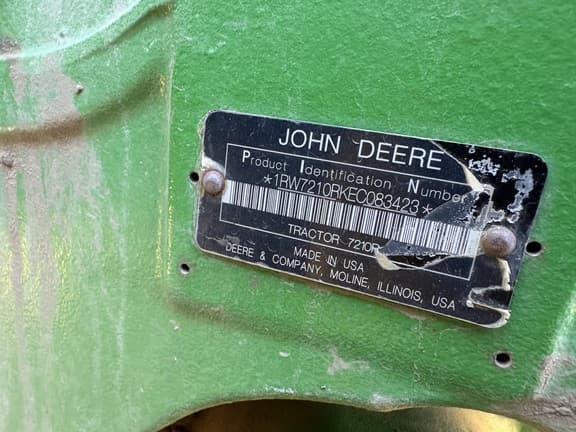 JOHN DEERE
Product Identification Number
*1RW7210RKEC083423*
TRACTOR 7210R
MADE IN USA
DEERE & COMPANY, MOLINE, ILLINOIS, USA